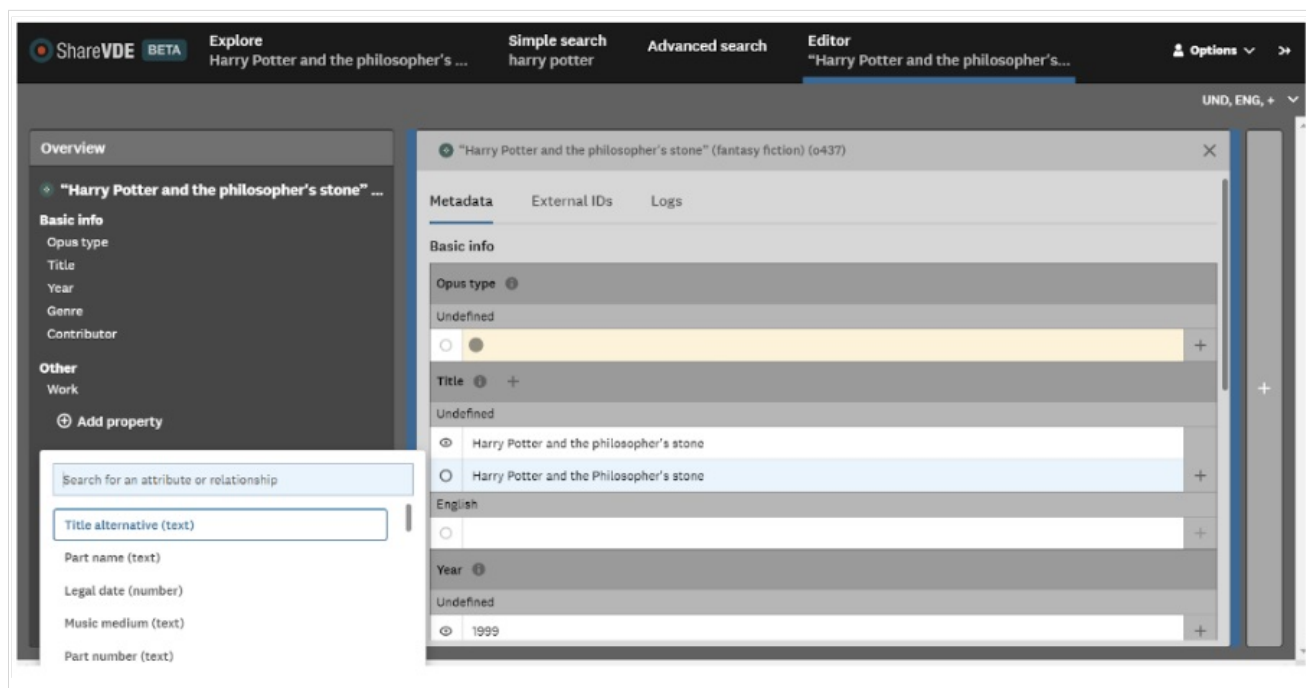 ShareVDE BETA
Explore
Harry Potter and the philosopher's ...
Simple search
harry potter
Advanced search
Editor
"Harry Potter and the philosopher's...
Options
UND, ENG, +
Overview
"Harry Potter and the philosopher's stone" ...
Basic info
Opus type
Title
Year
Genre
Contributor
Other
Work
Add property
Search for an attribute or relationship
Title alternative (text)
Part name (text)
Legal date (number)
Music medium (text)
Part number (text)
"Harry Potter and the philosopher's stone" (fantasy fiction) (o437)
Metadata External IDs Logs
Basic info
Opus type
Undefined
+
Title +
Undefined
Harry Potter and the philosopher's stone
Harry Potter and the Philosopher's stone +
English
+
Year
Undefined
1999 +
+